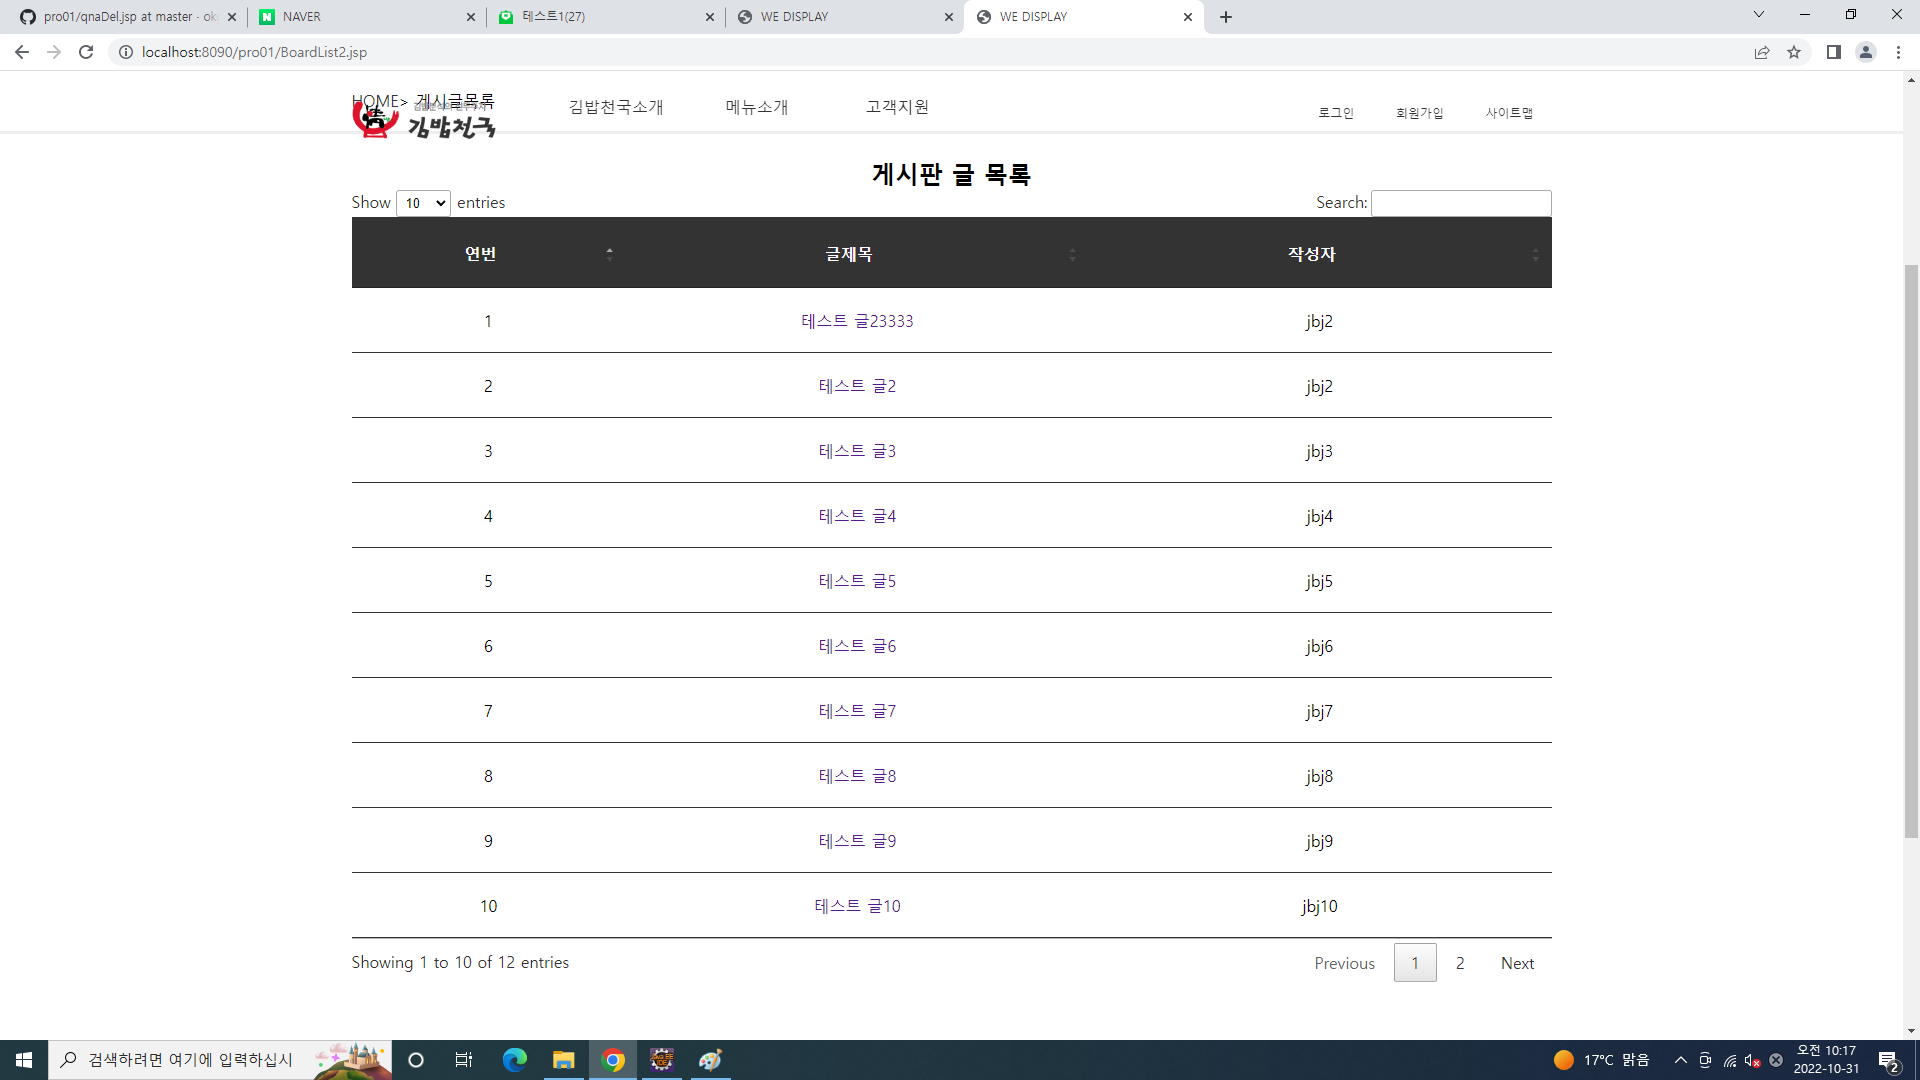 pro01/qnaDel.jsp at master · ok
NAVER
테스트1(27)
WE DISPLAY
WE DISPLAY
localhost:8090/pro01/BoardList2.jsp
HOME> 게시글목록
김밥천국
김밥천국소개
메뉴소개
고객지원
로그인
회원가입
사이트맵
게시판 글 목록
Show 10 entries
Search:
연번 글제목 작성자
1 테스트 글23333 jbj2
2 테스트 글2 jbj2
3 테스트 글3 jbj3
4 테스트 글4 jbj4
5 테스트 글5 jbj5
6 테스트 글6 jbj6
7 테스트 글7 jbj7
8 테스트 글8 jbj8
9 테스트 글9 jbj9
10 테스트 글10 jbj10
Showing 1 to 10 of 12 entries
Previous 1 2 Next
검색하려면 여기에 입력하십시
17°C 맑음
오전 10:17
2022-10-31
2